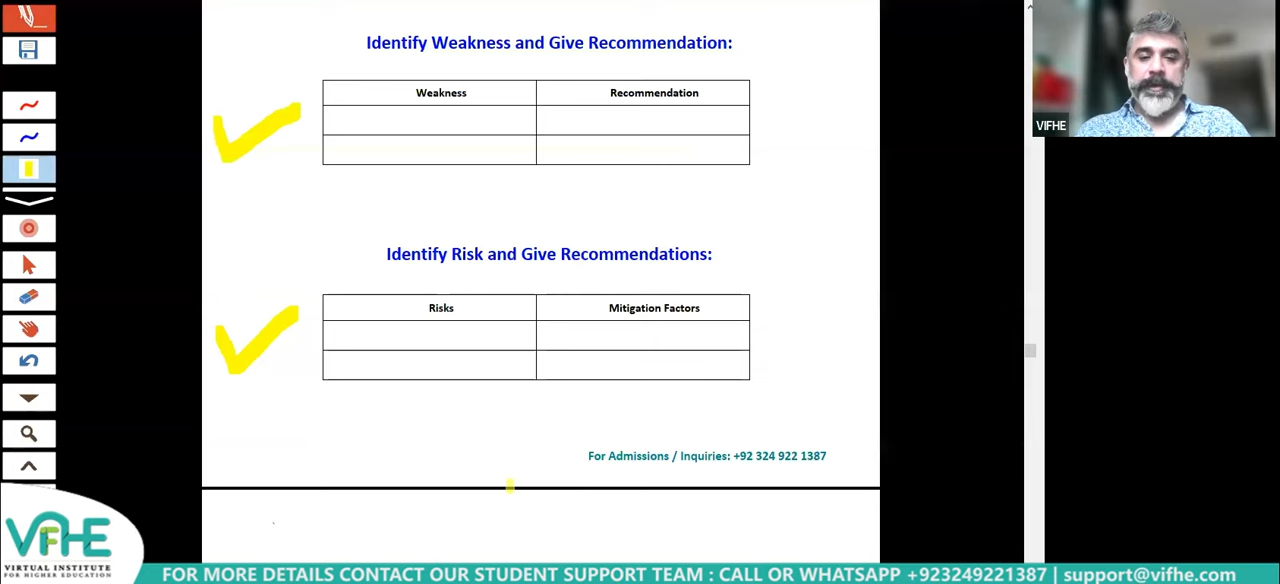 Identify Weakness and Give Recommendation:
Weakness Recommendation
Identify Risk and Give Recommendations:
Risks Mitigation Factors
For Admissions / Inquiries: +92 324 922 1387
VIFHE
VIFHE
VIRTUAL INSTITUTE
FOR HIGHER EDUCATION
FOR MORE DETAILS CONTACT OUR STUDENT SUPPORT TEAM : CALL OR WHATSAPP +923249221387 | support@vifhe.com